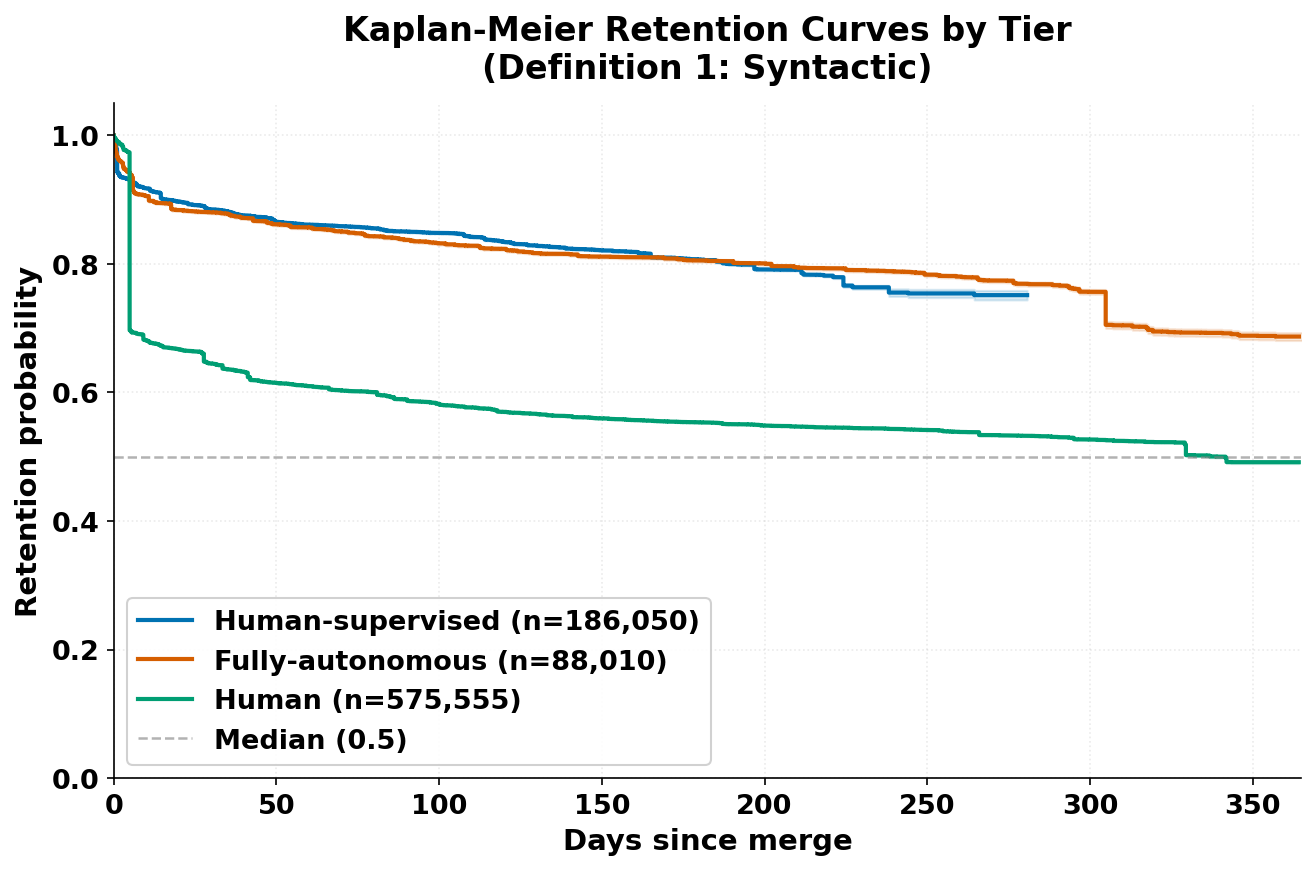 Kaplan-Meier Retention Curves by Tier
(Definition 1: Syntactic)
Retention probability
1.0
0.8
0.6
0.4
0.2
0.0
Human-supervised (n=186,050)
Fully-autonomous (n=88,010)
Human (n=575,555)
Median (0.5)
0 50 100 150 200 250 300 350
Days since merge